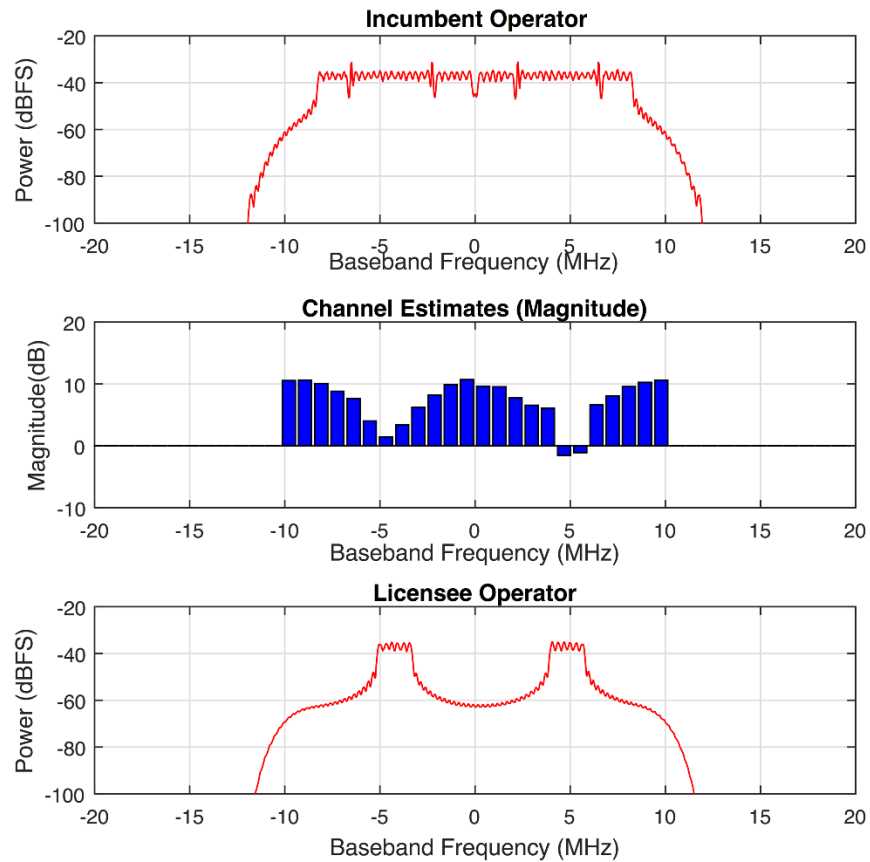 Incumbent Operator
Power (dBFS)
-20
-40
-60
-80
-100
-20 -15 -10 -5 0 5 10 15 20
Baseband Frequency (MHz)
Channel Estimates (Magnitude)
Magnitude(dB)
20
10
0
-10
-20 -15 -10 -5 0 5 10 15 20
Baseband Frequency (MHz)
Licensee Operator
Power (dBFS)
-20
-40
-60
-80
-100
-20 -15 -10 -5 0 5 10 15 20
Baseband Frequency (MHz)